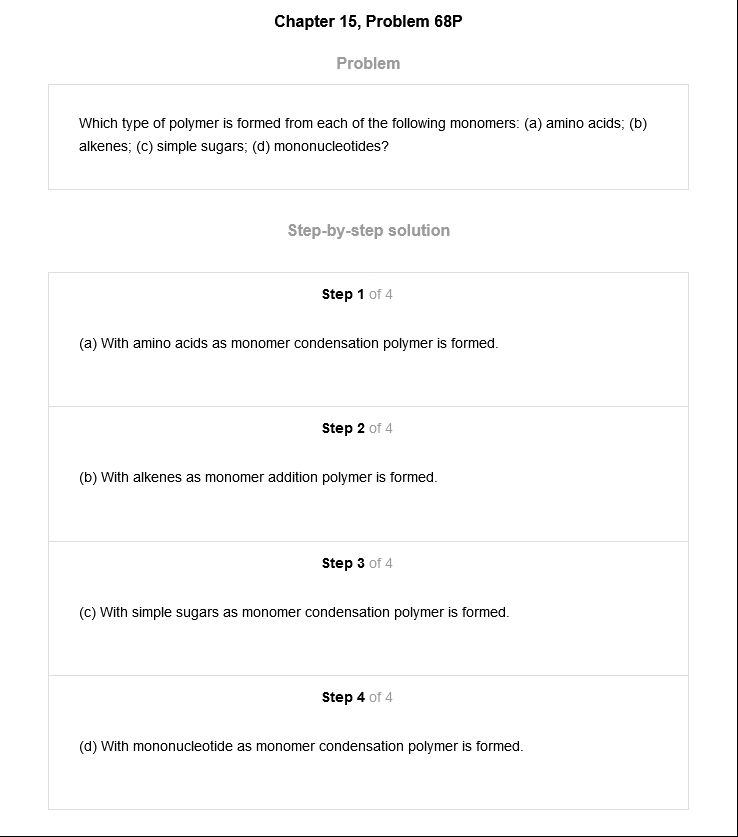 Chapter 15, Problem 68P
Problem
Which type of polymer is formed from each of the following monomers: (a) amino acids; (b)
alkenes; (c) simple sugars; (d) mononucleotides?
Step-by-step solution
Step 1 of 4
(a) With amino acids as monomer condensation polymer is formed.
Step 2 of 4
(b) With alkenes as monomer addition polymer is formed.
Step 3 of 4
(c) With simple sugars as monomer condensation polymer is formed.
Step 4 of 4
(d) With mononucleotide as monomer condensation polymer is formed.